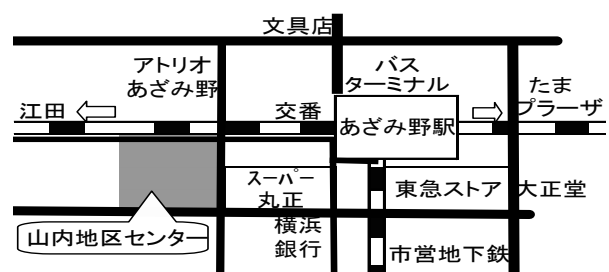 文具店
アトリオ
あざみ野
バス
ターミナル
たま
プラーザ
江田
交番
あざみ野駅
スーパー
丸正
東急ストア
大正堂
横浜
銀行
山内地区センター
市営地下鉄